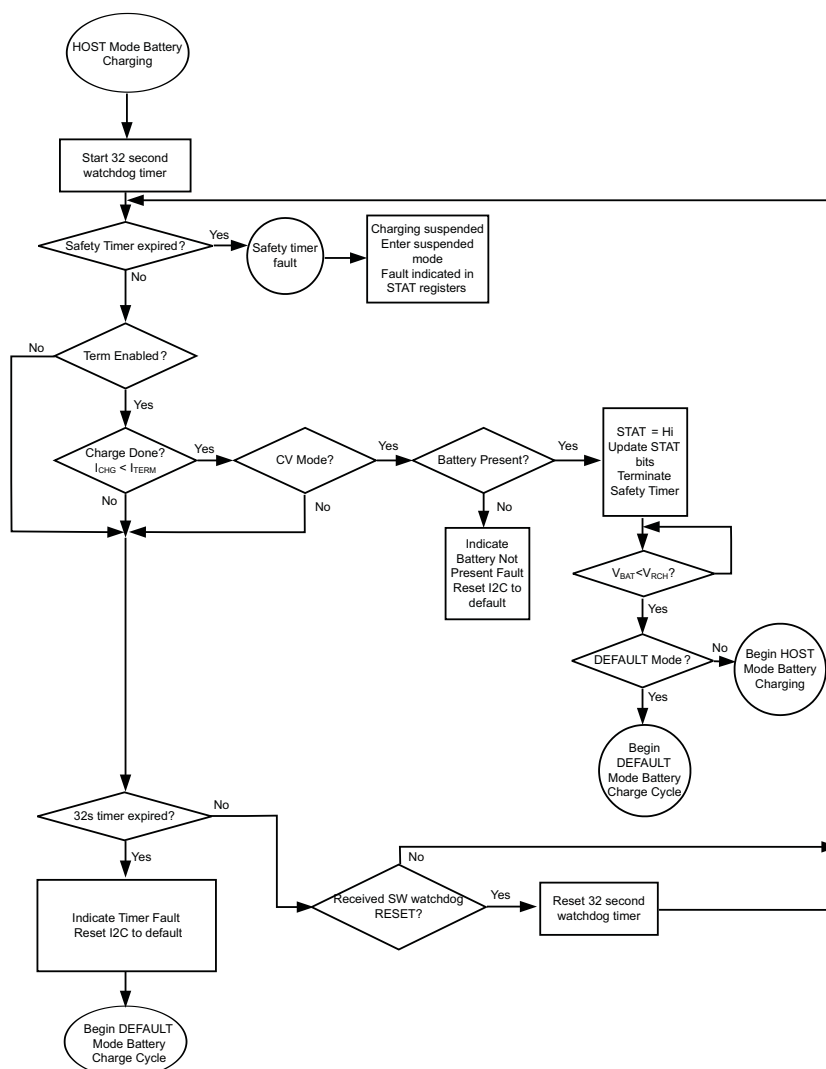 HOST Mode Battery
Charging
Start 32 second
watchdog timer
Safety Timer expired?
Yes
No
Safety timer
fault
Charging suspended
Enter suspended
mode
Fault indicated in
STAT registers
Term Enabled?
No
Yes
Charge Done?
ICHG < ITERM
Yes
No
CV Mode?
Yes
No
Battery Present?
Yes
No
STAT = Hi
Update STAT
bits
Terminate
Safety Timer
Indicate
Battery Not
Present Fault
Reset I2C to
default
VBAT<VRCH?
Yes
DEFAULT Mode?
No
Yes
Begin HOST
Mode Battery
Charging
Begin
DEFAULT
Mode Battery
Charge Cycle
32s timer expired?
No
Yes
Received SW watchdog
RESET?
No
Yes
Reset 32 second
watchdog timer
Indicate Timer Fault
Reset I2C to default
Begin DEFAULT
Mode Battery
Charge Cycle